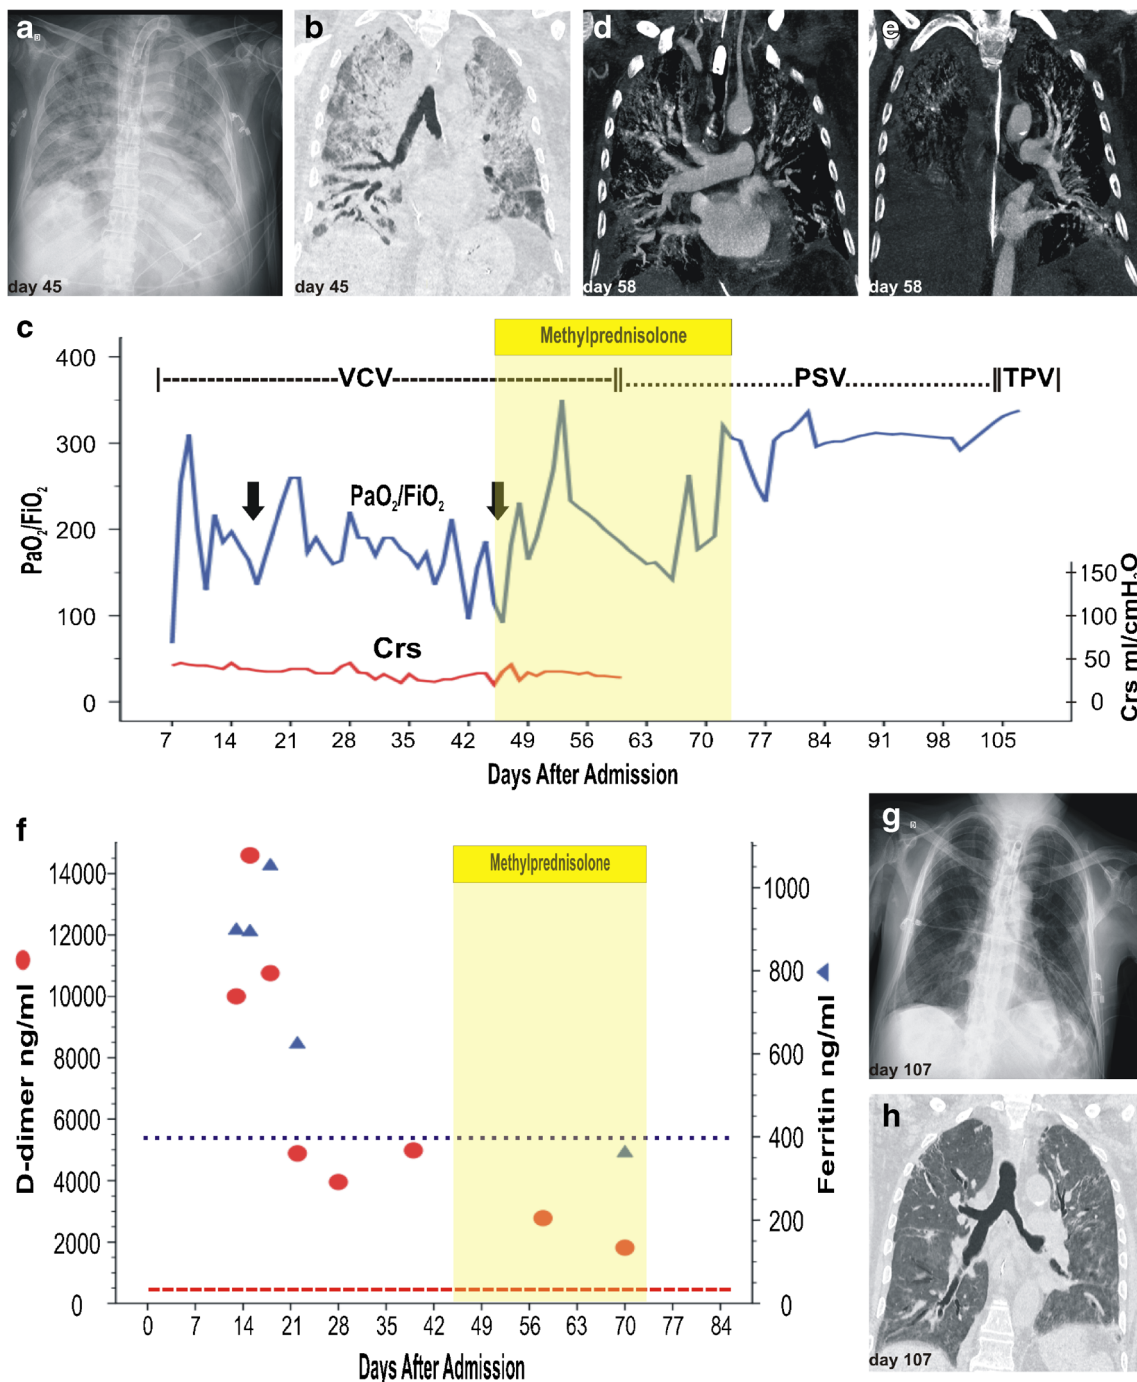 a
day 45
b
day 45
d
day 58
e
day 58
c
Methylprednisolone
VCV
PSV
TPV
400
300
200
100
0
PaO2/FiO2
PaO2/FiO2
Crs
150
100
50
0
Crs ml/cmH2O
7 14 21 28 35 42 49 56 63 70 77 84 91 98 105
Days After Admission
f
Methylprednisolone
14000
12000
10000
8000
6000
4000
2000
0
D-dimer ng/ml
1000
800
600
400
200
0
Ferritin ng/ml
0 7 14 21 28 35 42 49 56 63 70 77 84
Days After Admission
g
day 107
h
day 107